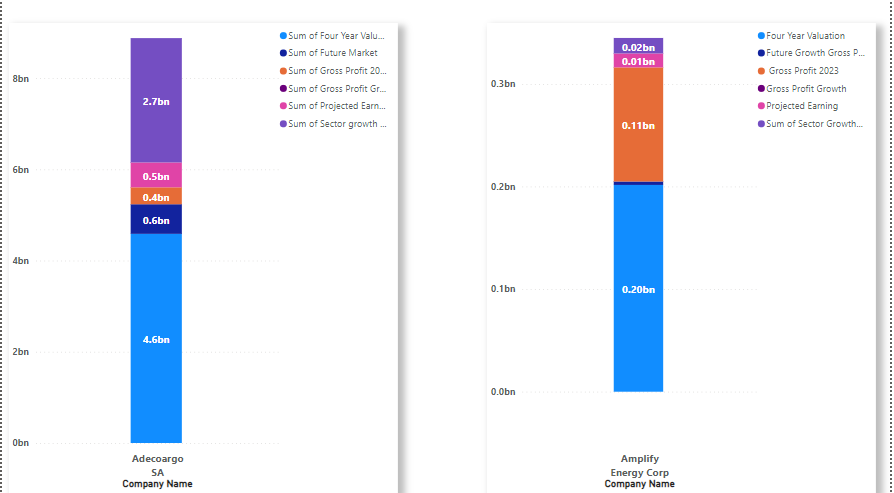 Sum of Four Year Valu...
Sum of Future Market
Sum of Gross Profit 20...
Sum of Gross Profit Gr...
Sum of Projected Earn...
Sum of Sector growth ...
8bn
6bn
4bn
2bn
0bn
2.7bn
0.5bn
0.4bn
0.6bn
4.6bn
Adecoargo
SA
Company Name
Four Year Valuation
Future Growth Gross P...
Gross Profit 2023
Gross Profit Growth
Projected Earning
Sum of Sector Growth...
0.3bn
0.2bn
0.1bn
0.0bn
0.02bn
0.01bn
0.11bn
0.20bn
Amplify
Energy Corp
Company Name